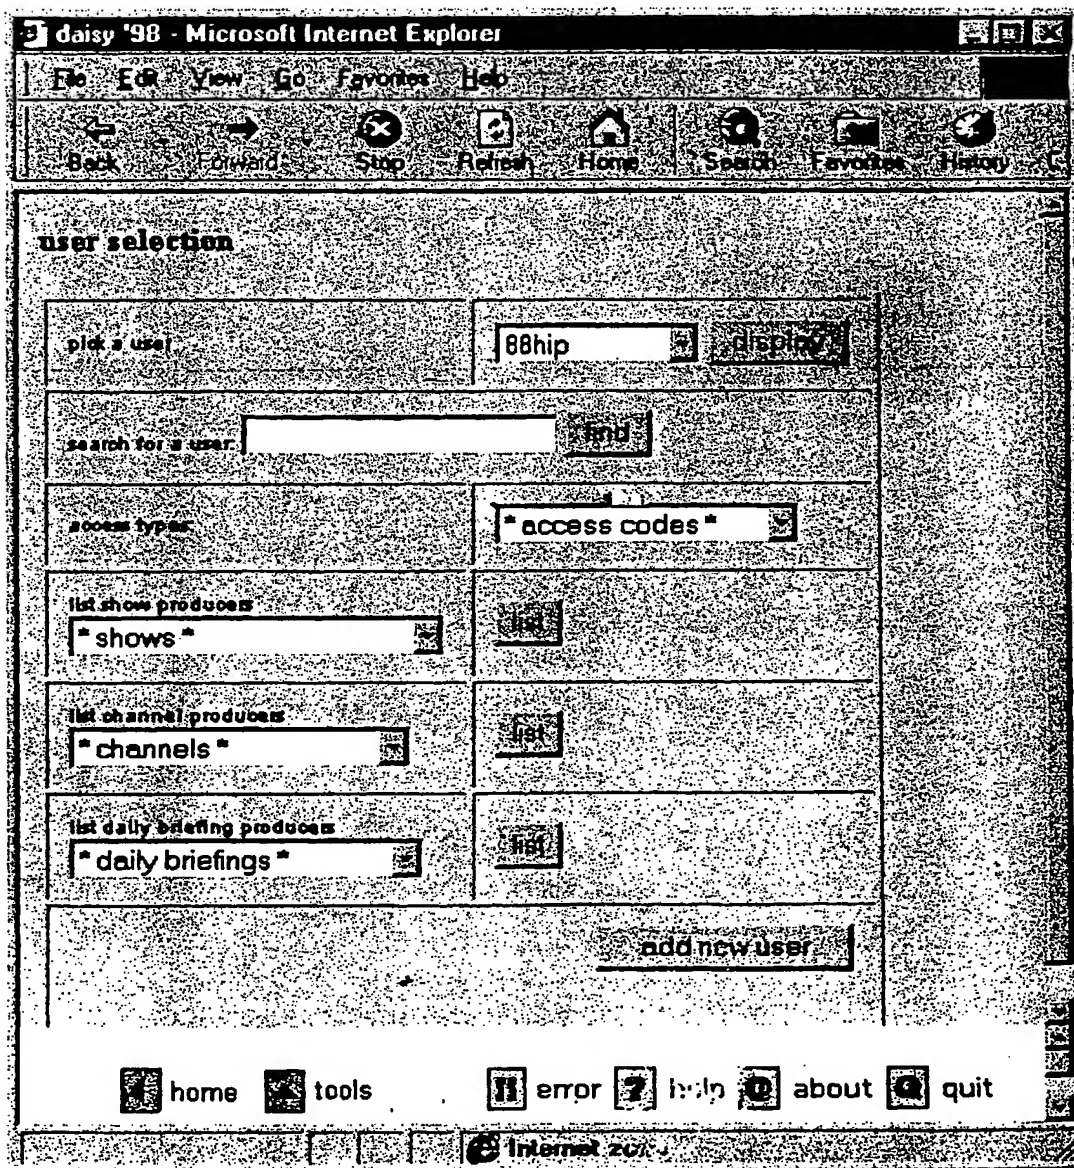 daisy '98 - Microsoft Internet Explorer
File Edit View Go Favorites Help
Back Forward Stop Refresh Home Search Favorites History
user selection
pick a user 88hip display
search for a user: find
access types: * access codes *
list show producers
* shows * list
list channel producers
* channels * list
list daily briefing producers
* daily briefings * list
add new user
home tools error help about quit
Internet